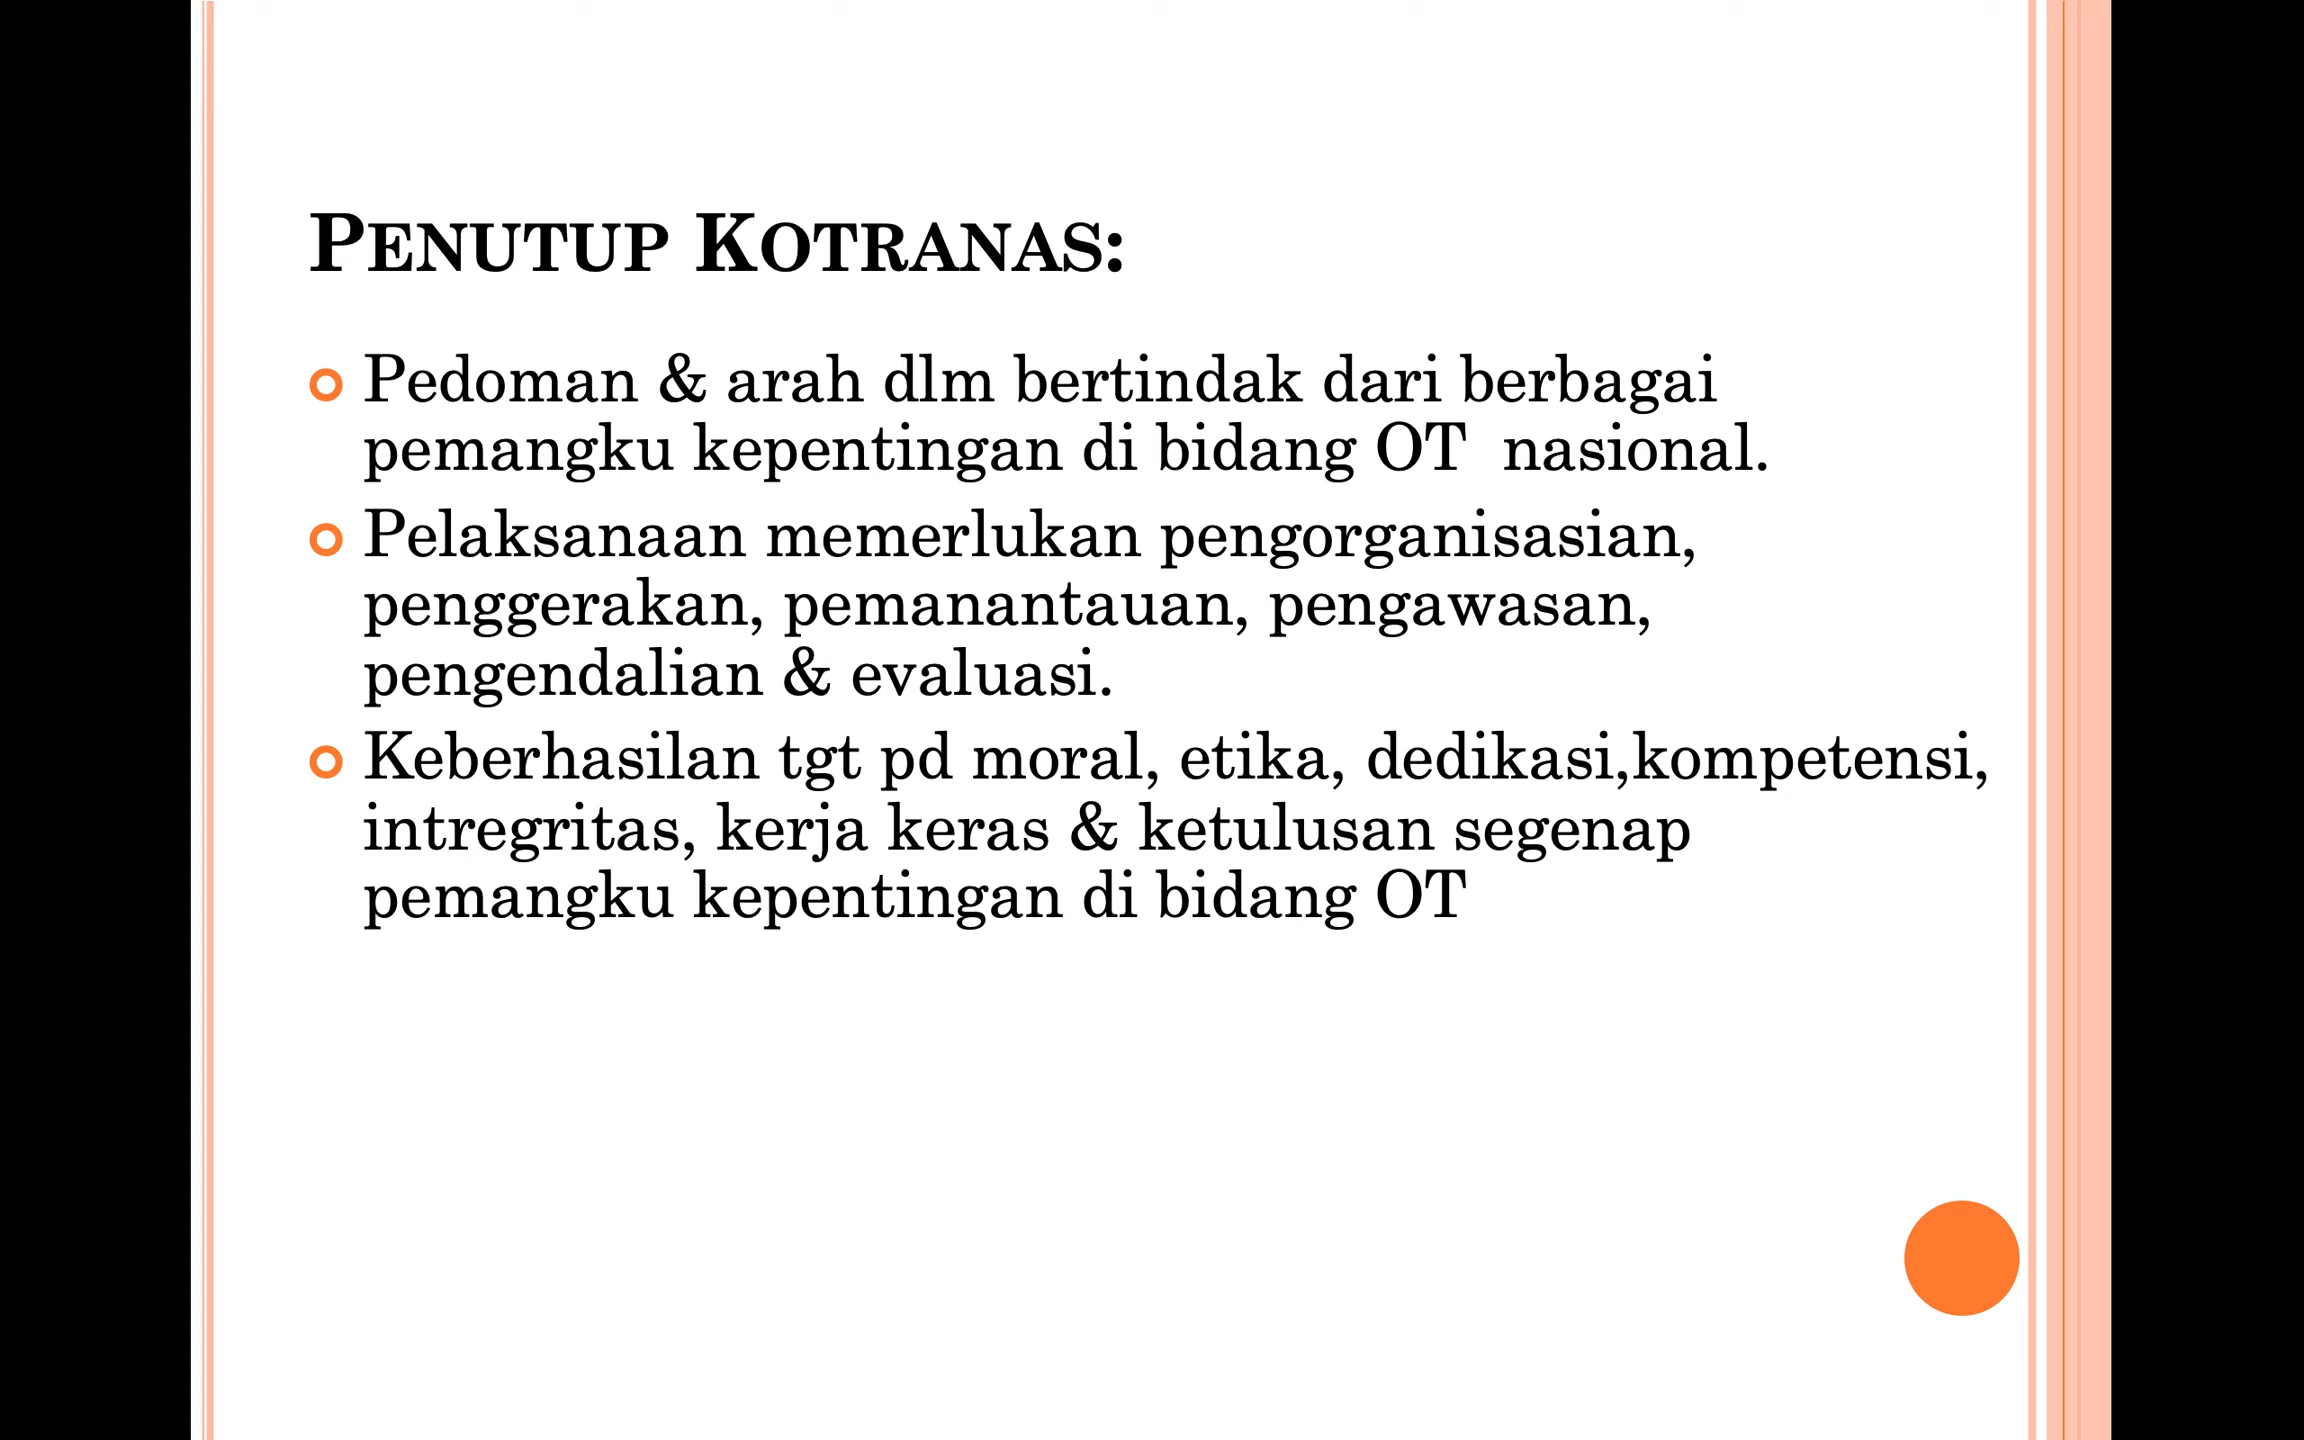 PENUTUP KOTRANAS:
Pedoman & arah dlm bertindak dari berbagai
pemangku kepentingan di bidang OT  nasional.
Pelaksanaan memerlukan pengorganisasian,
penggerakan, pemanantauan, pengawasan,
pengendalian & evaluasi.
Keberhasilan tgt pd moral, etika, dedikasi,kompetensi,
intregritas, kerja keras & ketulusan segenap
pemangku kepentingan di bidang OT